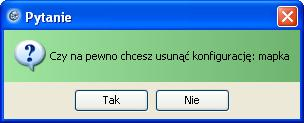 Pytanie
Czy na pewno chcesz usunąć konfigurację: mapka
Tak
Nie